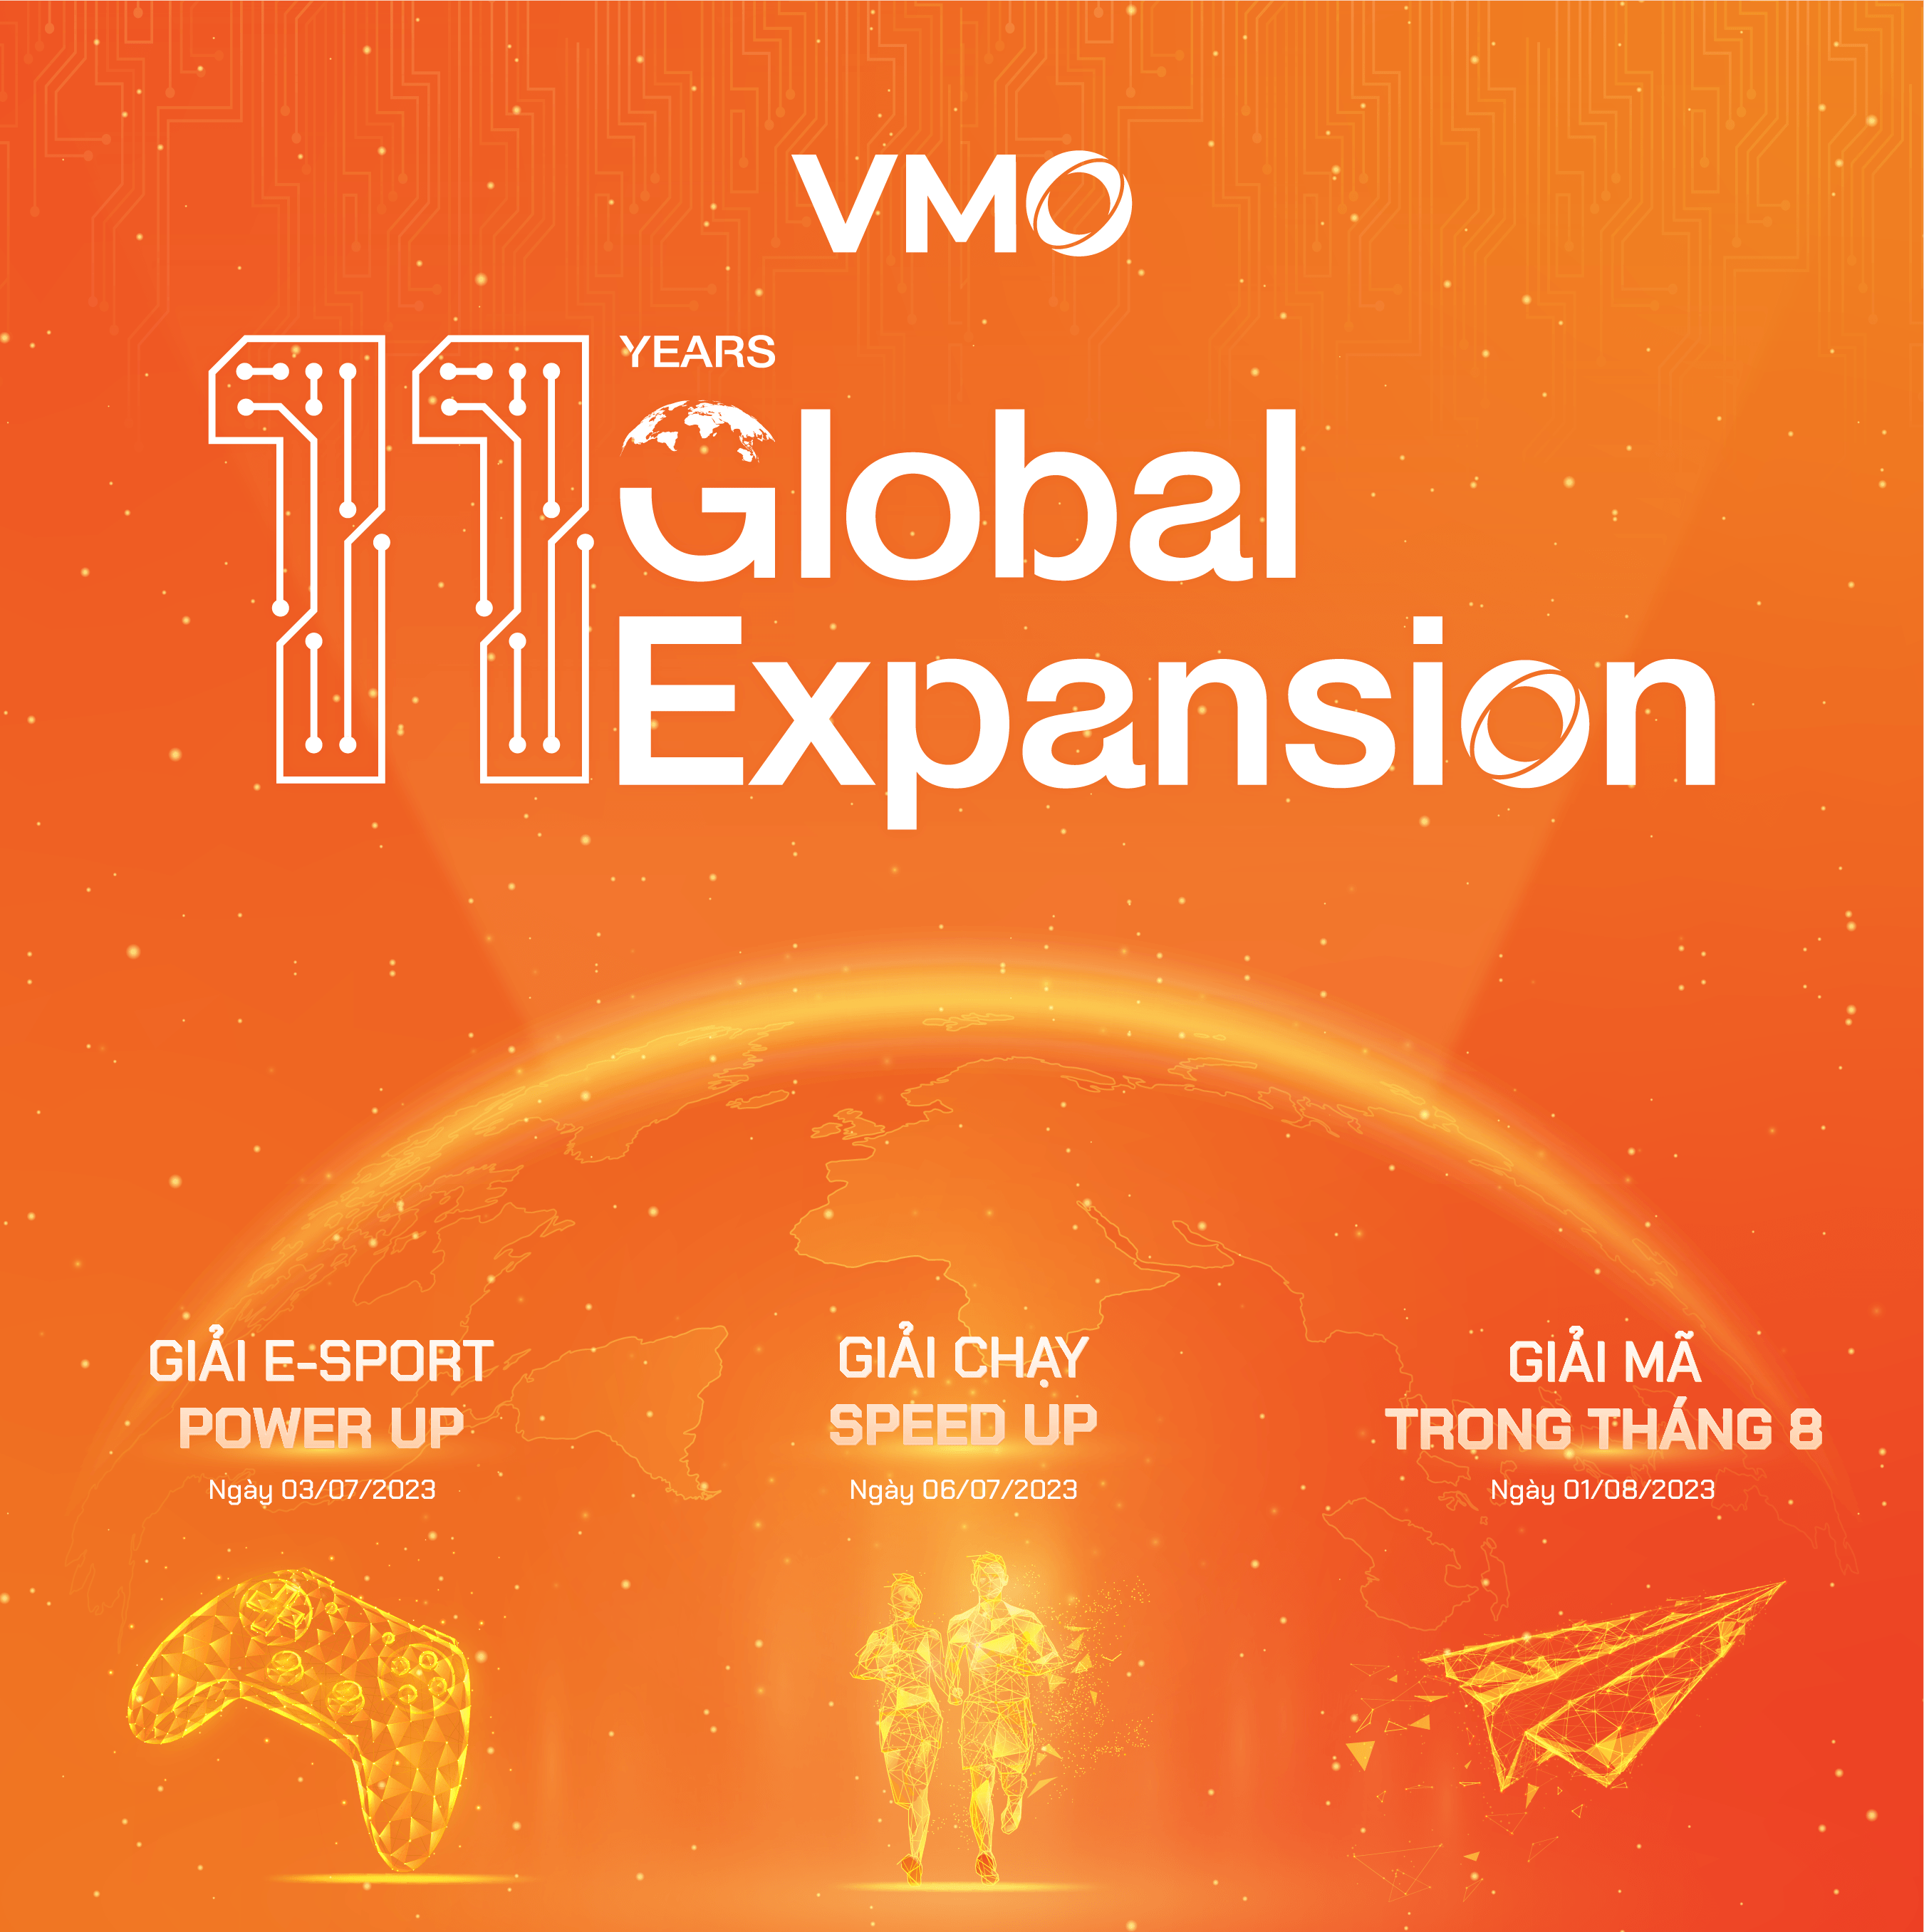 VMO
11 YEARS
Global
Expansion
GIẢI E-SPORT
POWER UP
Ngày 03/07/2023
GIẢI CHẠY
SPEED UP
Ngày 06/07/2023
GIẢI MÃ
TRONG THÁNG 8
Ngày 01/08/2023